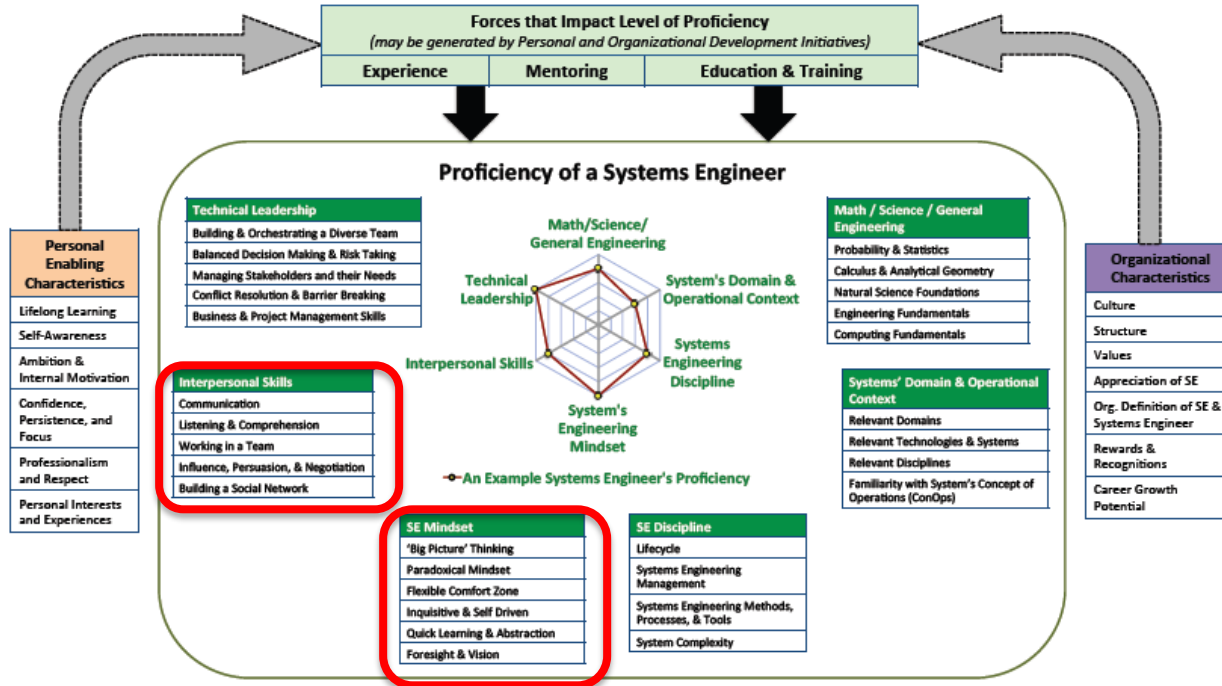 Forces that Impact Level of Proficiency
(may be generated by Personal and Organizational Development Initiatives)
Experience
Mentoring
Education & Training
Proficiency of a Systems Engineer
Technical Leadership
Building & Orchestrating a Diverse Team
Balanced Decision Making & Risk Taking
Managing Stakeholders and their Needs
Conflict Resolution & Barrier Breaking
Business & Project Management Skills
Math/Science/
General Engineering
System's Domain &
Operational Context
Systems
Engineering
Discipline
System's
Engineering
Mindset
Interpersonal Skills
Technical
Leadership
An Example Systems Engineer's Proficiency
Math / Science / General
Engineering
Probability & Statistics
Calculus & Analytical Geometry
Natural Science Foundations
Engineering Fundamentals
Computing Fundamentals
Personal
Enabling
Characteristics
Lifelong Learning
Self-Awareness
Ambition &
Internal Motivation
Confidence,
Persistence, and
Focus
Professionalism
and Respect
Personal Interests
and Experiences
Interpersonal Skills
Communication
Listening & Comprehension
Working in a Team
Influence, Persuasion, & Negotiation
Building a Social Network
Systems' Domain & Operational
Context
Relevant Domains
Relevant Technologies & Systems
Relevant Disciplines
Familiarity with System's Concept of
Operations (ConOps)
Organizational
Characteristics
Culture
Structure
Values
Appreciation of SE
Org. Definition of SE &
Systems Engineer
Rewards &
Recognitions
Career Growth
Potential
SE Mindset
'Big Picture' Thinking
Paradoxical Mindset
Flexible Comfort Zone
Inquisitive & Self Driven
Quick Learning & Abstraction
Foresight & Vision
SE Discipline
Lifecycle
Systems Engineering
Management
Systems Engineering Methods,
Processes, & Tools
System Complexity